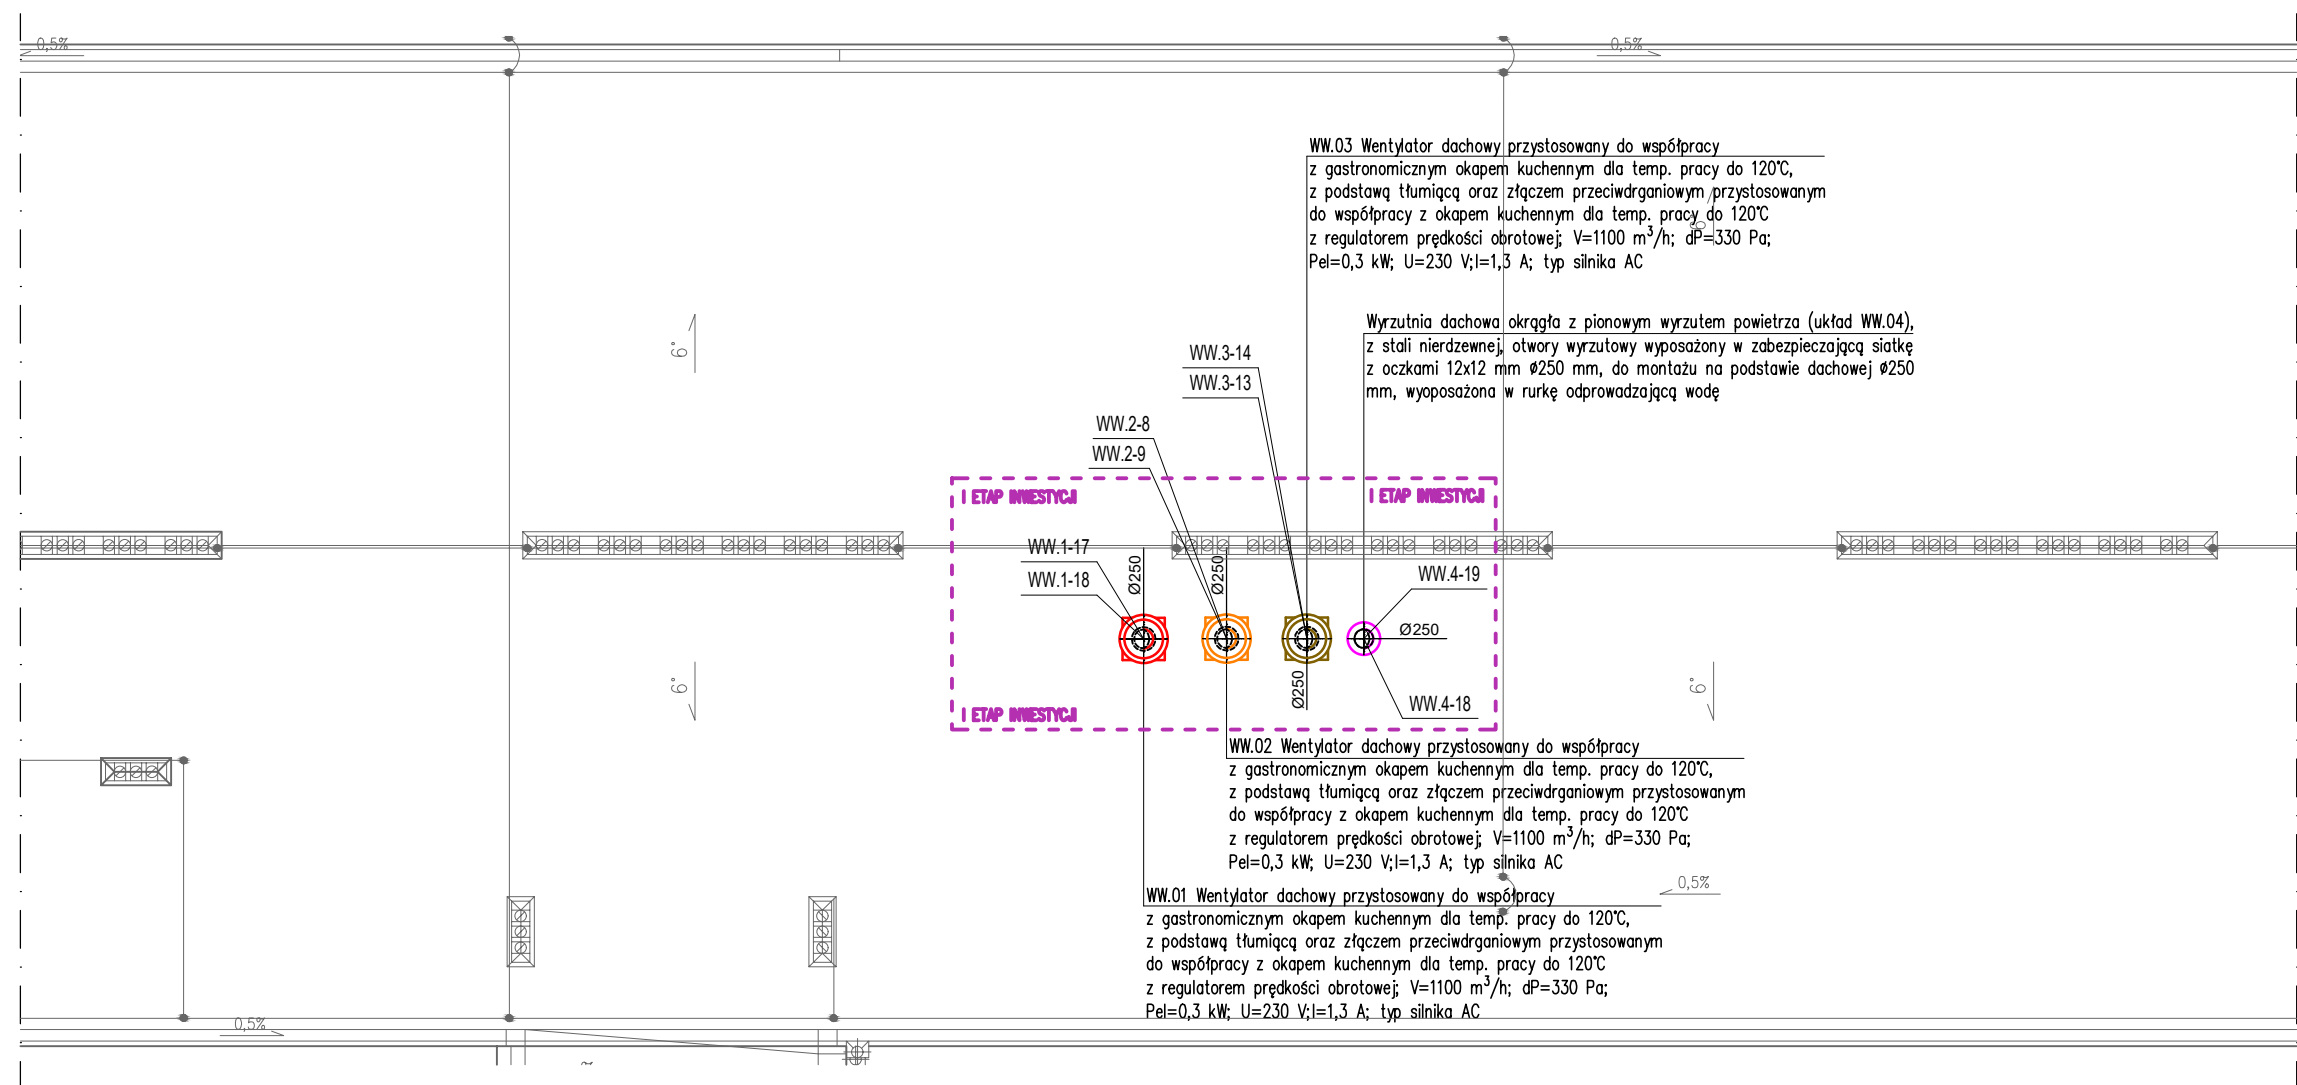 0,5%
0,5%
WW.03 Wentylator dachowy przystosowany do współpracy
z gastronomicznym okapem kuchennym dla temp. pracy do 120°C,
z podstawą tłumiącą oraz złączem przeciwdrganiowym przystosowanym
do współpracy z okapem kuchennym dla temp. pracy do 120°C
z regulatorem prędkości obrotowej; V=1100 m³/h; dP=330 Pa;
Pel=0,3 kW; U=230 V;I=1,3 A; typ silnika AC
Wyrzutnia dachowa okrągła z pionowym wyrzutem powietrza (układ WW.04),
z stali nierdzewnej, otwory wyrzutowy wyposażony w zabezpieczającą siatkę
z oczkami 12x12 mm ø250 mm, do montażu na podstawie dachowej ø250
mm, wyoposażona w rurkę odprowadzającą wodę
6°
WW.3-14
WW.3-13
WW.2-8
WW.2-9
I ETAP INWESTYCJI
I ETAP INWESTYCJI
WW.1-17
WW.1-18
Ø250
Ø250
WW.4-19
Ø250
Ø250
WW.4-18
6°
6°
I ETAP INWESTYCJI
WW.02 Wentylator dachowy przystosowany do współpracy
z gastronomicznym okapem kuchennym dla temp. pracy do 120°C,
z podstawą tłumiącą oraz złączem przeciwdrganiowym przystosowanym
do współpracy z okapem kuchennym dla temp. pracy do 120°C
z regulatorem prędkości obrotowej; V=1100 m³/h; dP=330 Pa;
Pel=0,3 kW; U=230 V;I=1,3 A; typ silnika AC
0,5%
WW.01 Wentylator dachowy przystosowany do współpracy
z gastronomicznym okapem kuchennym dla temp. pracy do 120°C,
z podstawą tłumiącą oraz złączem przeciwdrganiowym przystosowanym
do współpracy z okapem kuchennym dla temp. pracy do 120°C
z regulatorem prędkości obrotowej; V=1100 m³/h; dP=330 Pa;
Pel=0,3 kW; U=230 V;I=1,3 A; typ silnika AC
0,5%